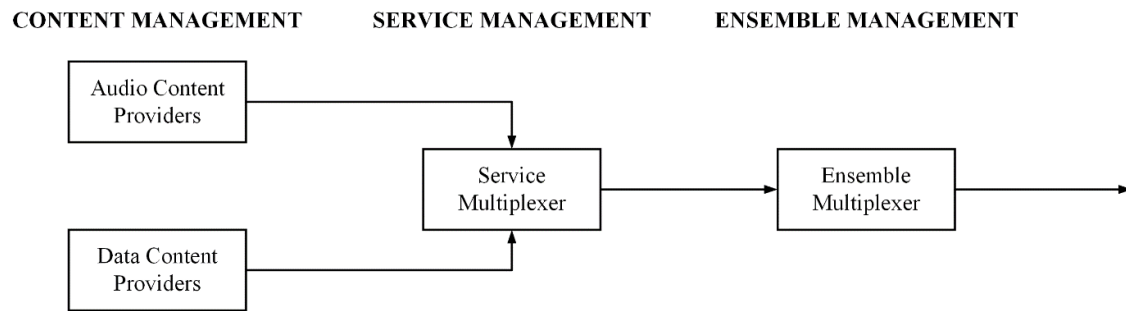 CONTENT MANAGEMENT
SERVICE MANAGEMENT
ENSEMBLE MANAGEMENT
Audio Content
Providers
Service
Multiplexer
Ensemble
Multiplexer
Data Content
Providers